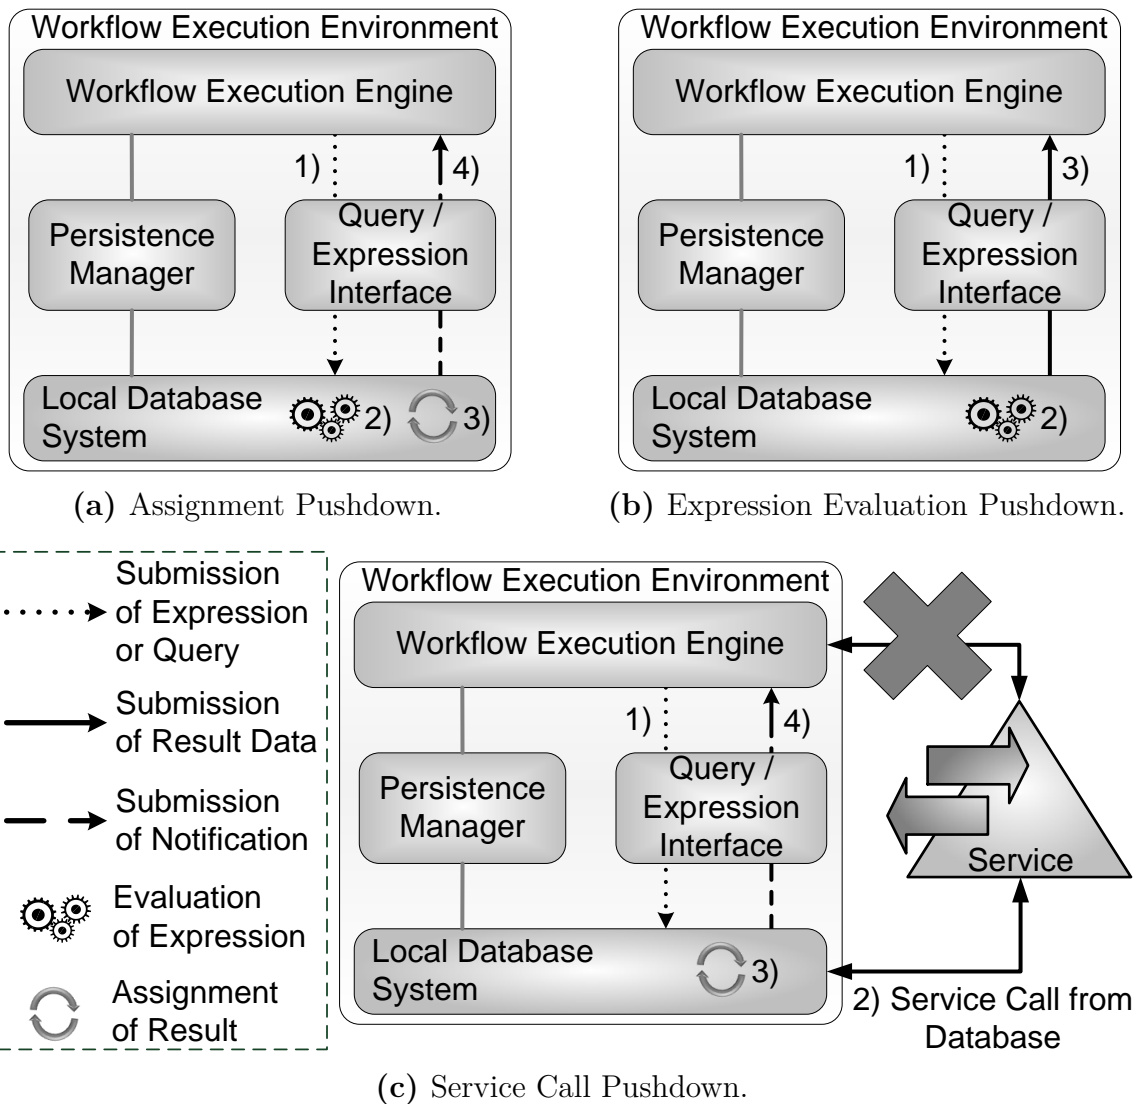 Workflow Execution Environment
Workflow Execution Engine
1)
4)
Persistence
Manager
Query /
Expression
Interface
Local Database
System
2)
3)
(a) Assignment Pushdown.
Workflow Execution Environment
Workflow Execution Engine
1)
3)
Persistence
Manager
Query /
Expression
Interface
Local Database
System
2)
(b) Expression Evaluation Pushdown.
Submission
of Expression
or Query
Submission
of Result Data
Submission
of Notification
Evaluation
of Expression
Assignment
of Result
Workflow Execution Environment
Workflow Execution Engine
1)
4)
Persistence
Manager
Query /
Expression
Interface
Local Database
System
3)
Service
2) Service Call from
Database
(c) Service Call Pushdown.